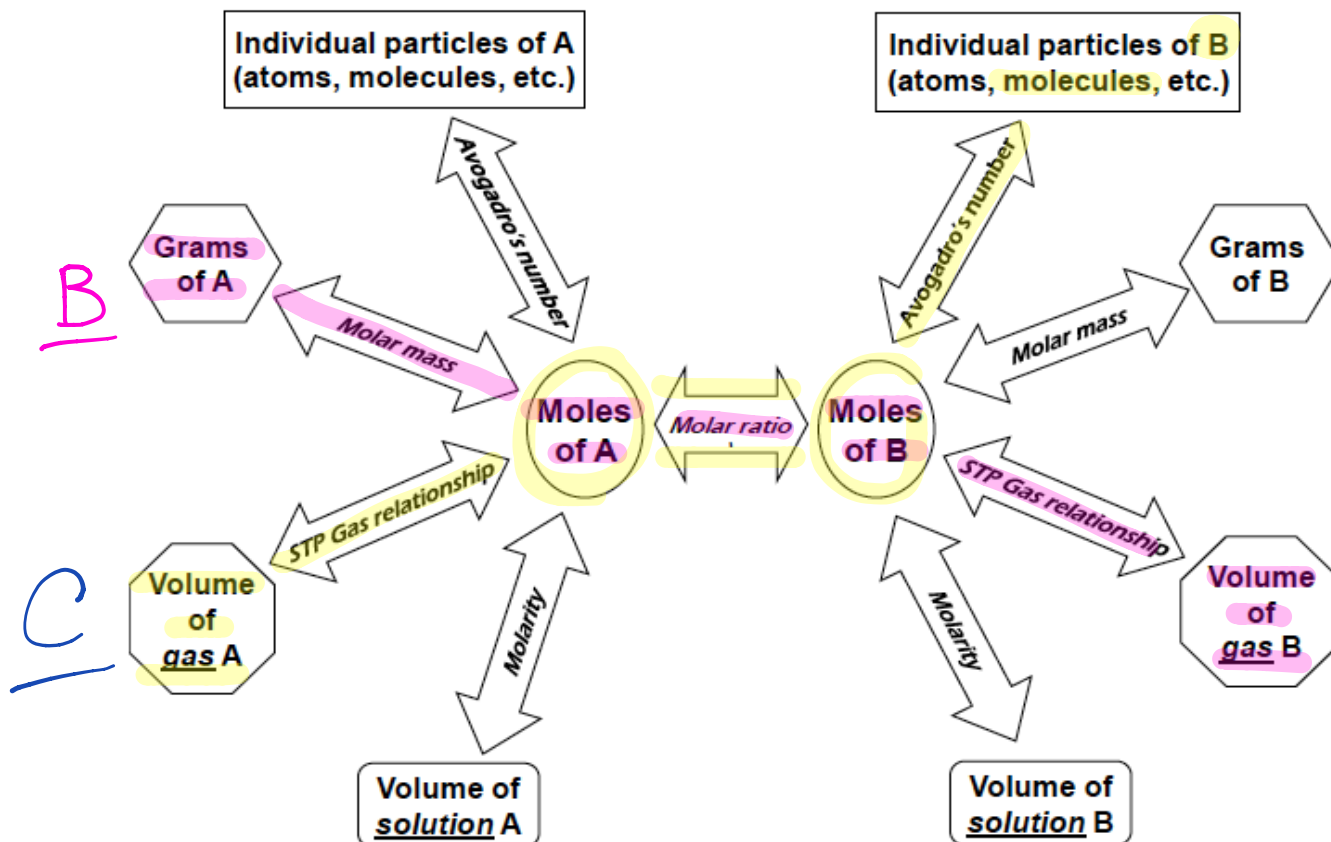 Individual particles of A
(atoms, molecules, etc.)
Individual particles of B
(atoms, molecules, etc.)
Avogadro's number
Avogadro's number
B
Grams
of A
Grams
of B
Molar mass
Molar mass
Moles
of A
Molar ratio
Moles
of B
STP Gas relationship
STP Gas relationship
C
Volume
of
gas A
Volume
of
gas B
Molarity
Molarity
Volume of
solution A
Volume of
solution B